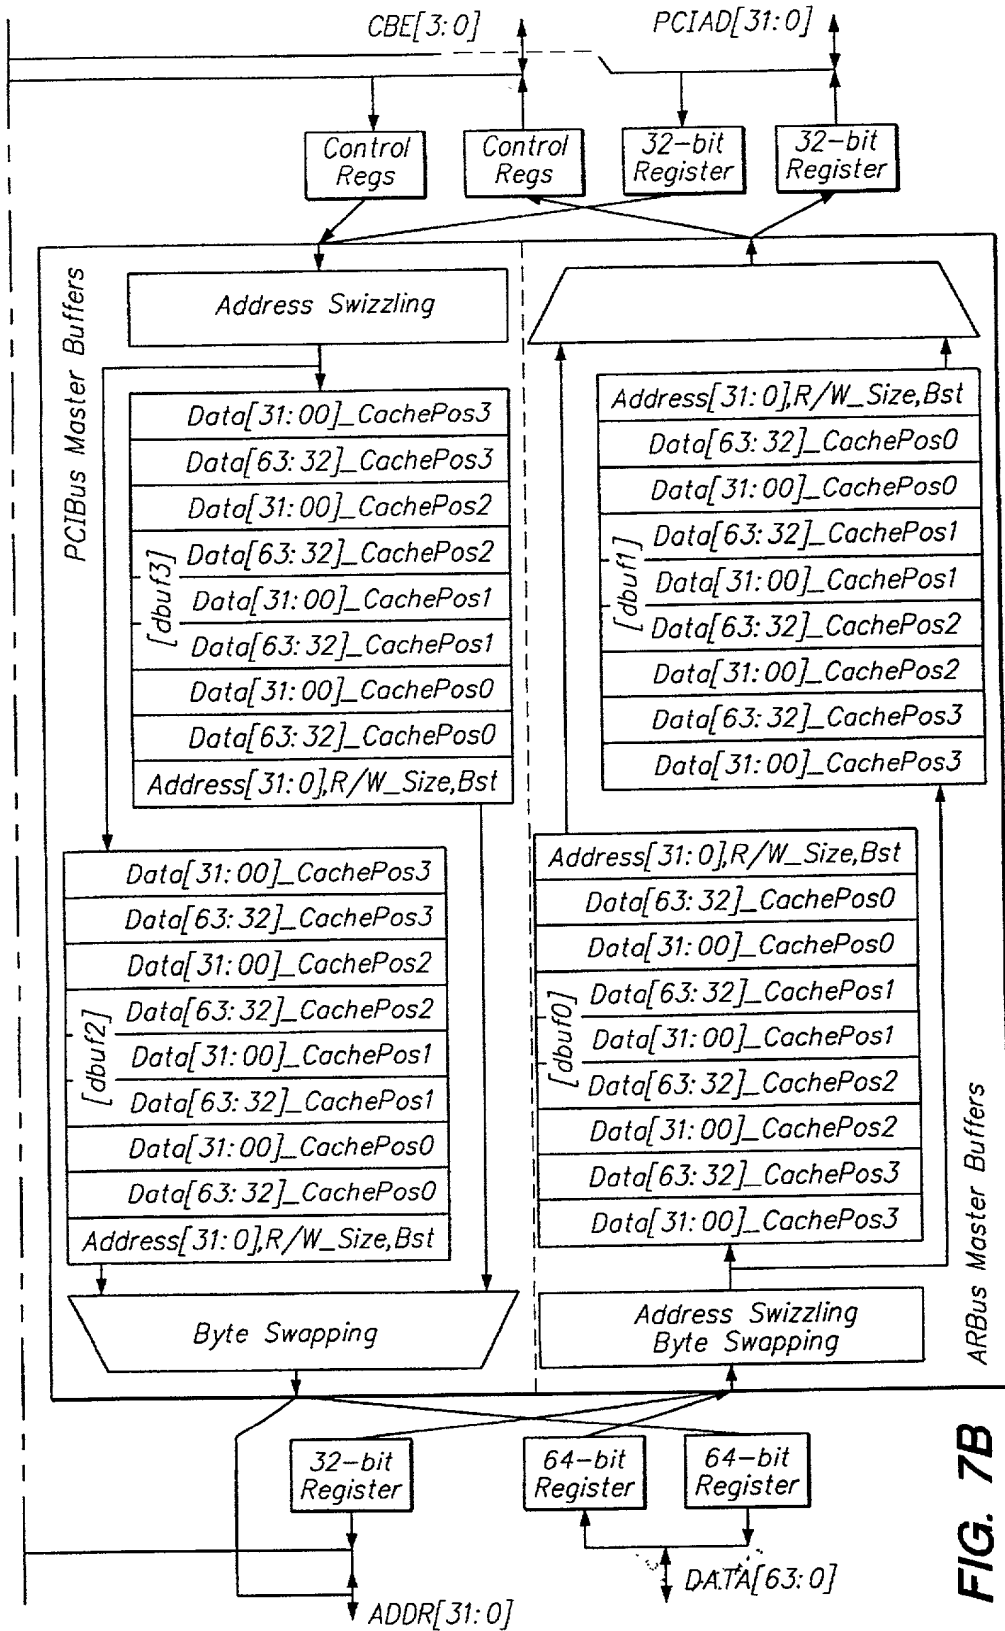 CBE[3:0]
PCIAD[31:0]
Control
Regs
Control
Regs
32-bit
Register
32-bit
Register
PCIBus Master Buffers
Address Swizzling
Data[31:00]_CachePos3
Data[63:32]_CachePos3
Data[31:00]_CachePos2
Data[63:32]_CachePos2
Data[31:00]_CachePos1
Data[63:32]_CachePos1
Data[31:00]_CachePos0
Data[63:32]_CachePos0
Address[31:0],R/W_Size,Bst
[dbuf3]
Data[31:00]_CachePos3
Data[63:32]_CachePos3
Data[31:00]_CachePos2
Data[63:32]_CachePos2
Data[31:00]_CachePos1
Data[63:32]_CachePos1
Data[31:00]_CachePos0
Data[63:32]_CachePos0
Address[31:0],R/W_Size,Bst
[dbuf2]
Byte Swapping
Address[31:0],R/W_Size,Bst
Data[63:32]_CachePos0
Data[31:00]_CachePos0
Data[63:32]_CachePos1
Data[31:00]_CachePos1
Data[63:32]_CachePos2
Data[31:00]_CachePos2
Data[63:32]_CachePos3
Data[31:00]_CachePos3
[dbuf1]
Address[31:0],R/W_Size,Bst
Data[63:32]_CachePos0
Data[31:00]_CachePos0
Data[63:32]_CachePos1
Data[31:00]_CachePos1
Data[63:32]_CachePos2
Data[31:00]_CachePos2
Data[63:32]_CachePos3
Data[31:00]_CachePos3
[dbuf0]
Address Swizzling
Byte Swapping
ARBus Master Buffers
32-bit
Register
64-bit
Register
64-bit
Register
ADDR[31:0]
DATA[63:0]
FIG. 7B